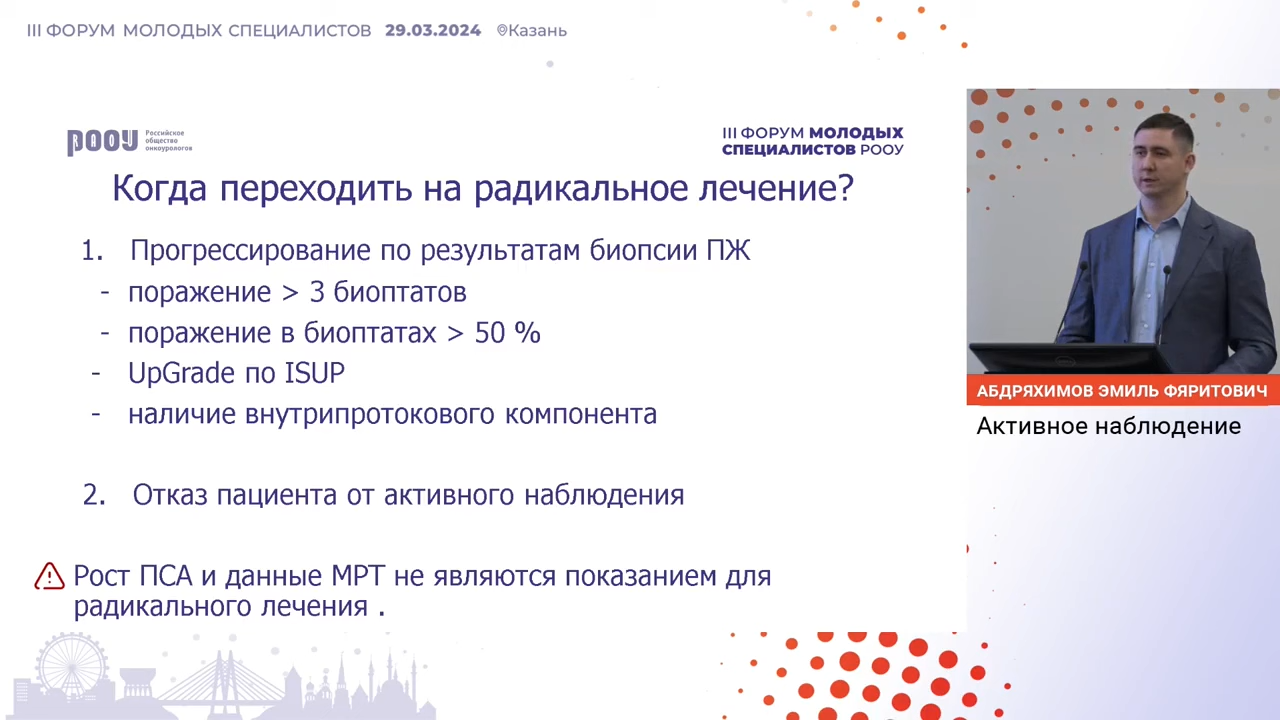 III ФОРУМ МОЛОДЫХ СПЕЦИАЛИСТОВ 29.03.2024 Казань
РООУ Российское
общество
онкоурологов
III ФОРУМ МОЛОДЫХ
СПЕЦИАЛИСТОВ РООУ
Когда переходить на радикальное лечение?
1. Прогрессирование по результатам биопсии ПЖ
- поражение > 3 биоптатов
- поражение в биоптатах > 50 %
- UpGrade по ISUP
- наличие внутрипротокового компонента
2. Отказ пациента от активного наблюдения
Рост ПСА и данные МРТ не являются показанием для
радикального лечения .
АБДРЯХИМОВ ЭМИЛЬ ФЯРИТОВИЧ
Активное наблюдение